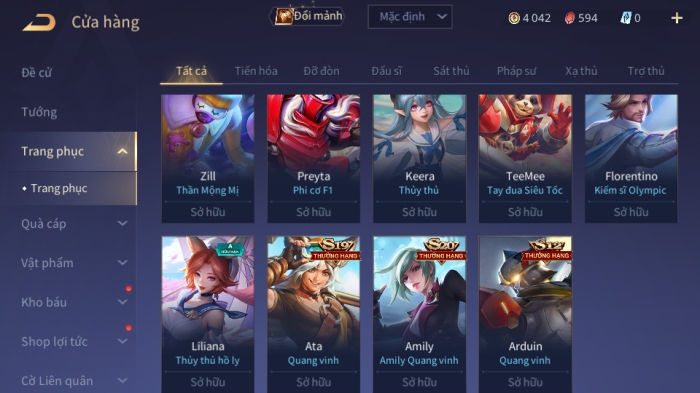 Cửa hàng
Đổi mảnh
Mặc định
4 042
594
0
Đề cử
Tướng
Trang phục
Trang phục
Quà cáp
Vật phẩm
Kho báu
Shop lợi tức
Cờ Liên quân
Tất cả Tiến hóa Đỡ đòn Đấu sĩ Sát thủ Pháp sư Xạ thủ Trợ thủ
Zill
Thần Mộng Mị
Sở hữu
Preyta
Phi cơ F1
Sở hữu
Keera
Thủy thủ
Sở hữu
TeeMee
Tay đua Siêu Tốc
Sở hữu
Florentino
Kiếm sĩ Olympic
Sở hữu
Liliana
Thủy thủ hồ ly
Sở hữu
S19
THƯỞNG HẠNG
Ata
Quang vinh
Sở hữu
S20
THƯỞNG HẠNG
Amily
Amily Quang vinh
Sở hữu
S12
THƯỞNG HẠNG
Arduin
Quang vinh
Sở hữu